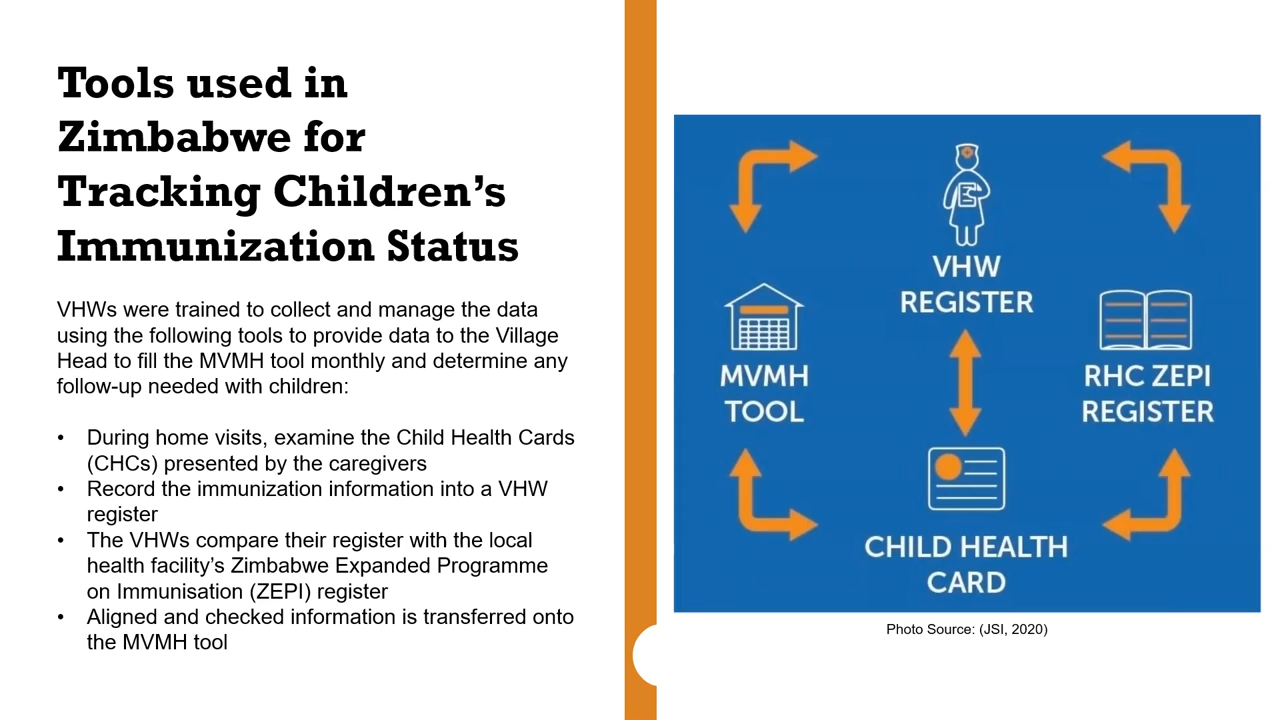 Tools used in
Zimbabwe for
Tracking Children’s
Immunization Status
VHWs were trained to collect and manage the data
using the following tools to provide data to the Village
Head to fill the MVMH tool monthly and determine any
follow-up needed with children:
• During home visits, examine the Child Health Cards
(CHCs) presented by the caregivers
• Record the immunization information into a VHW
register
• The VHWs compare their register with the local
health facility’s Zimbabwe Expanded Programme
on Immunisation (ZEPI) register
• Aligned and checked information is transferred onto
the MVMH tool
VHW
REGISTER
MVMH
TOOL
RHC ZEPI
REGISTER
CHILD HEALTH
CARD
Photo Source: (JSI, 2020)